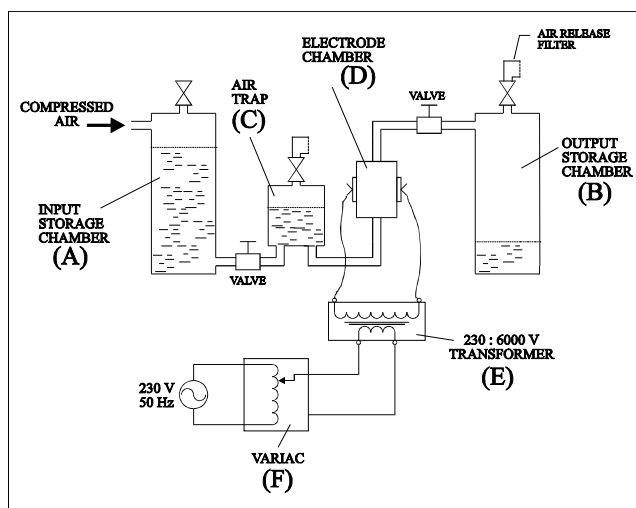 AIR RELEASE
FILTER
ELECTRODE
CHAMBER
(D)
VALVE
AIR
TRAP
(C)
COMPRESSED
AIR
OUTPUT
STORAGE
CHAMBER
(B)
INPUT
STORAGE
CHAMBER
(A)
VALVE
230 : 6000 V
TRANSFORMER
(E)
230 V
50 Hz
VARIAC
(F)